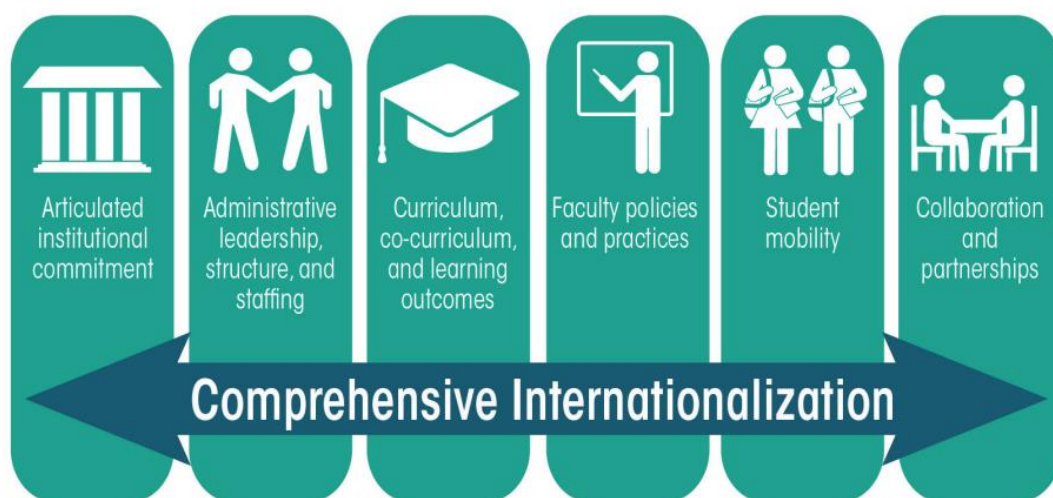 Articulated
institutional
commitment
Administrative
leadership,
structure, and
staffing
Curriculum,
co-curriculum,
and learning
outcomes
Faculty policies
and practices
Student
mobility
Collaboration
and
partnerships
Comprehensive Internationalization